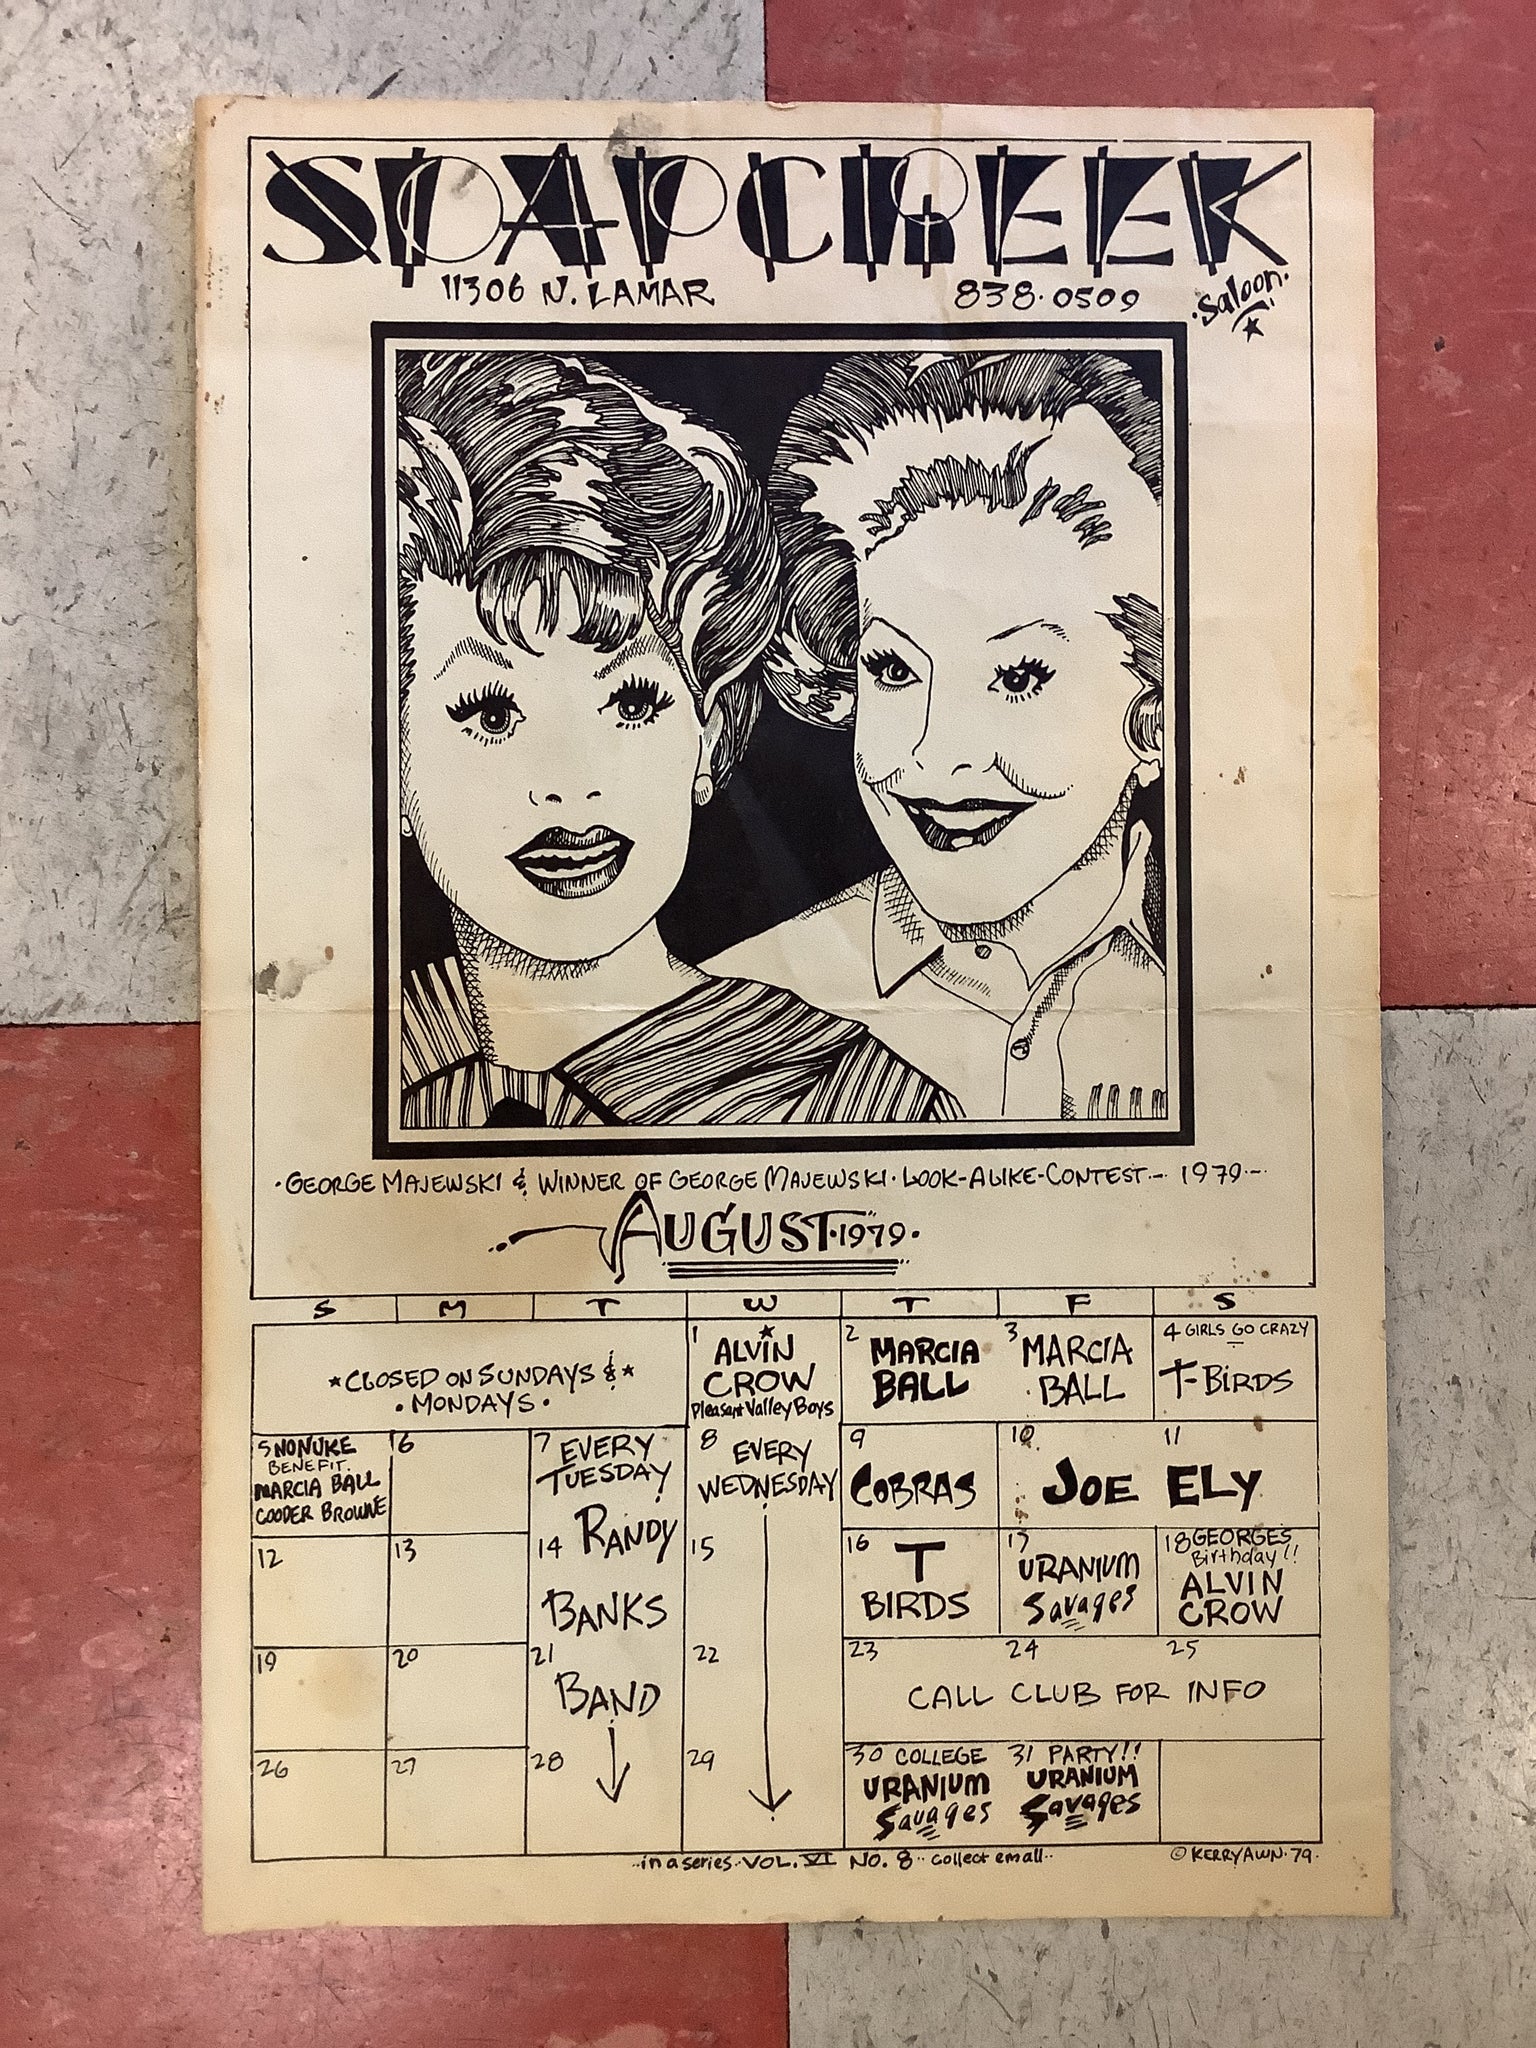 SOAP CREEK
11306 N. LAMAR 838·0509 ·Saloon·
·GEORGE MAJEWSKI & WINNER OF GEORGE MAJEWSKI·LOOK-ALIKE-CONTEST-· 1979·-·
AUGUST·1979·
S M T W T F S
*CLOSED ON SUNDAYS &*
·MONDAYS·
1 ALVIN
CROW
Pleasant Valley Boys
2 MARCIA
BALL
3 MARCIA
BALL
4 GIRLS GO CRAZY
T-BIRDS
5 NO NUKE
BENEFIT·
MARCIA BALL
COODER BROWNE
6
7 EVERY
TUESDAY
8 EVERY
WEDNESDAY
9
COBRAS
10 11
JOE ELY
12
13
14 RANDY
BANKS
15
16 T
BIRDS
17
URANIUM
Savages
18 GEORGES
Birthday!!
ALVIN
CROW
19
20
21
BAND
22
23 24 25
CALL CLUB FOR INFO
26
27
28
29
30 COLLEGE
URANIUM
Savages
31 PARTY!!
URANIUM
Savages
··in a series·VOL. VI NO. 8·· collect em all··
© KERRY AWN·79·